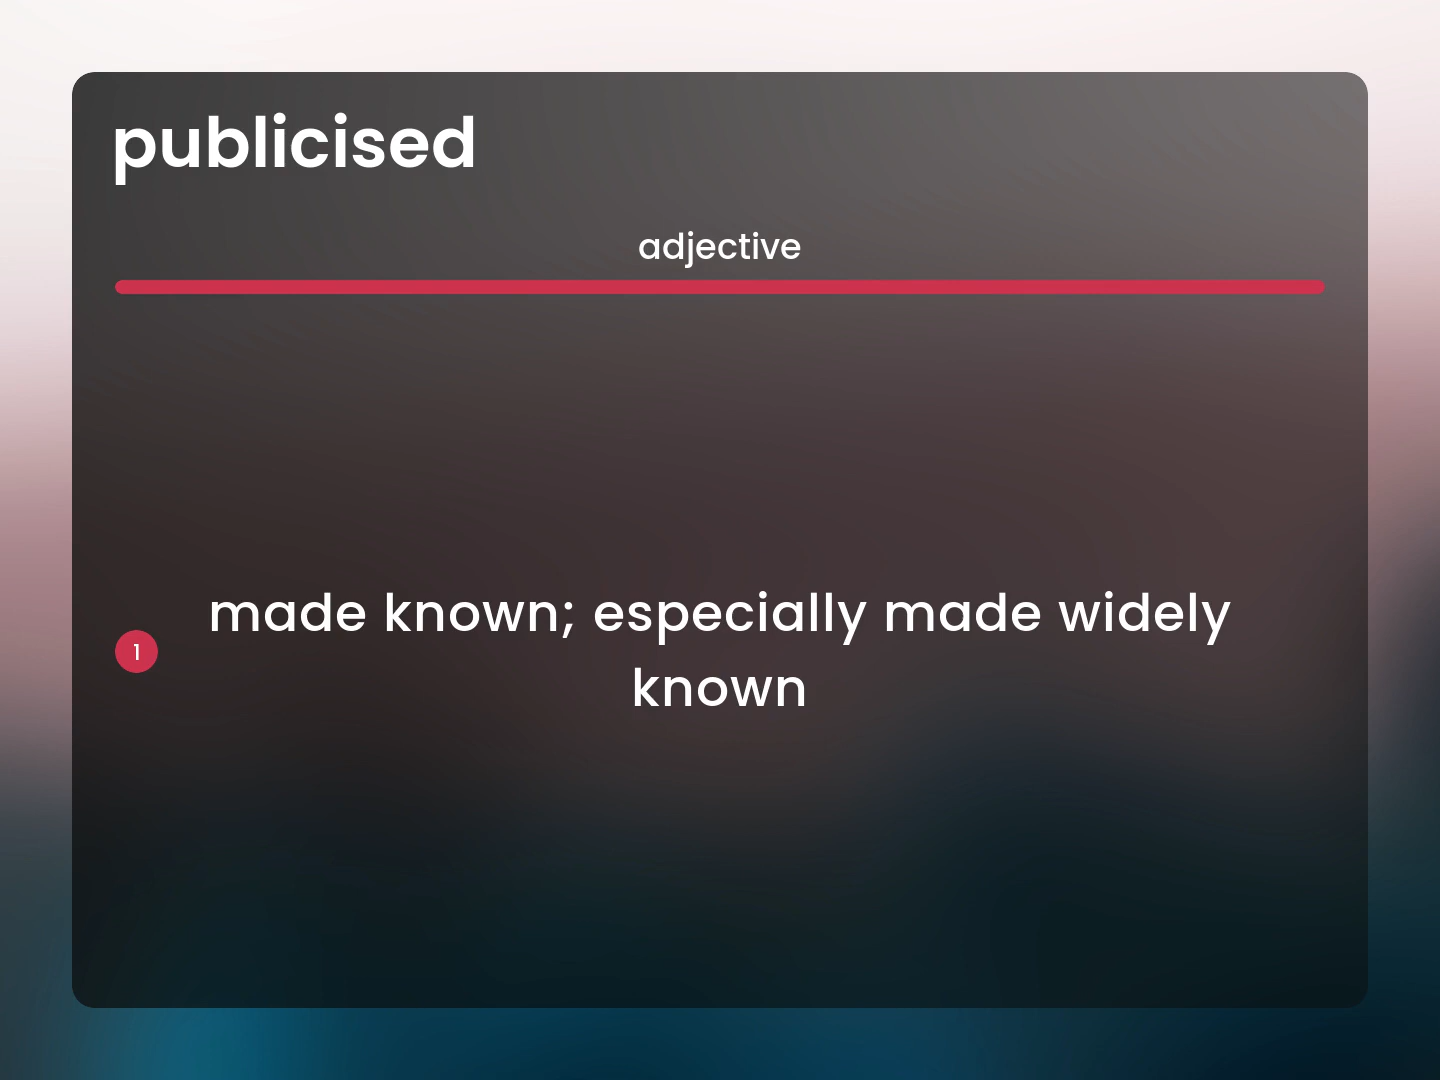 publicised
adjective
1
made known; especially made widely
known